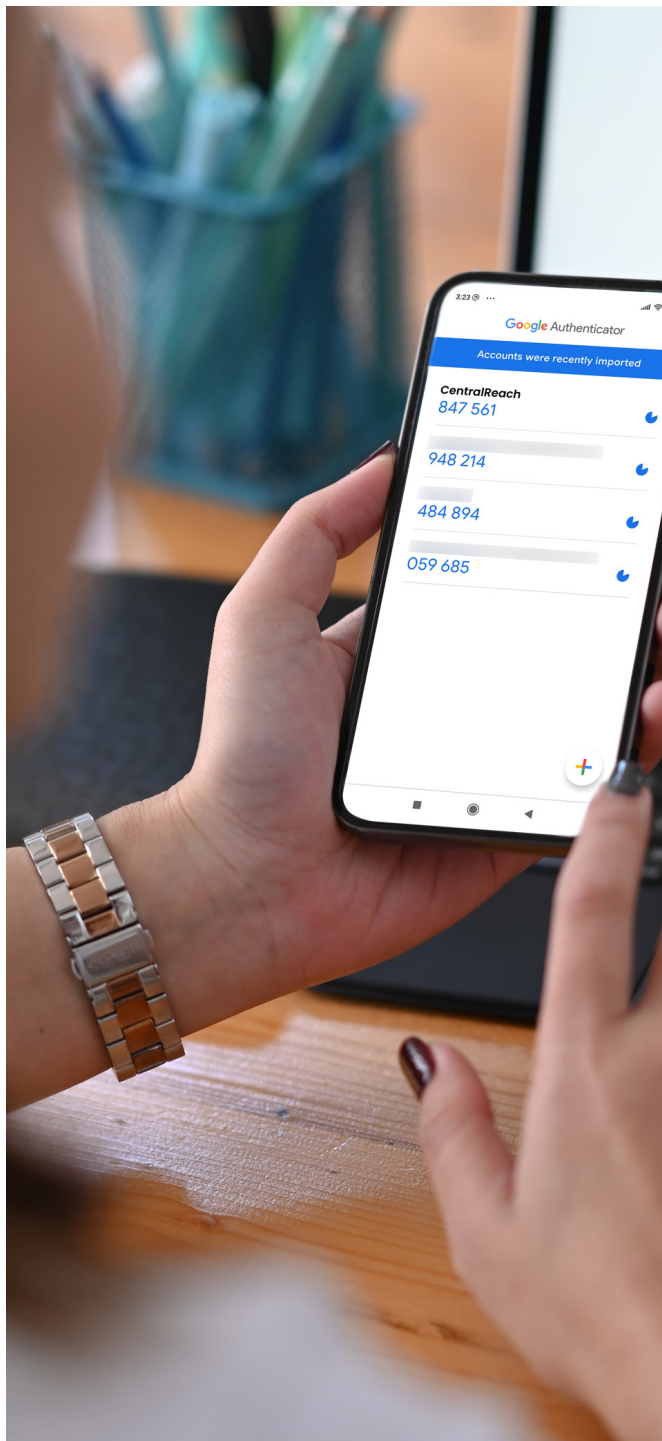 3:23
Google Authenticator
Accounts were recently imported
CentralReach
847 561
948 214
484 894
059 685